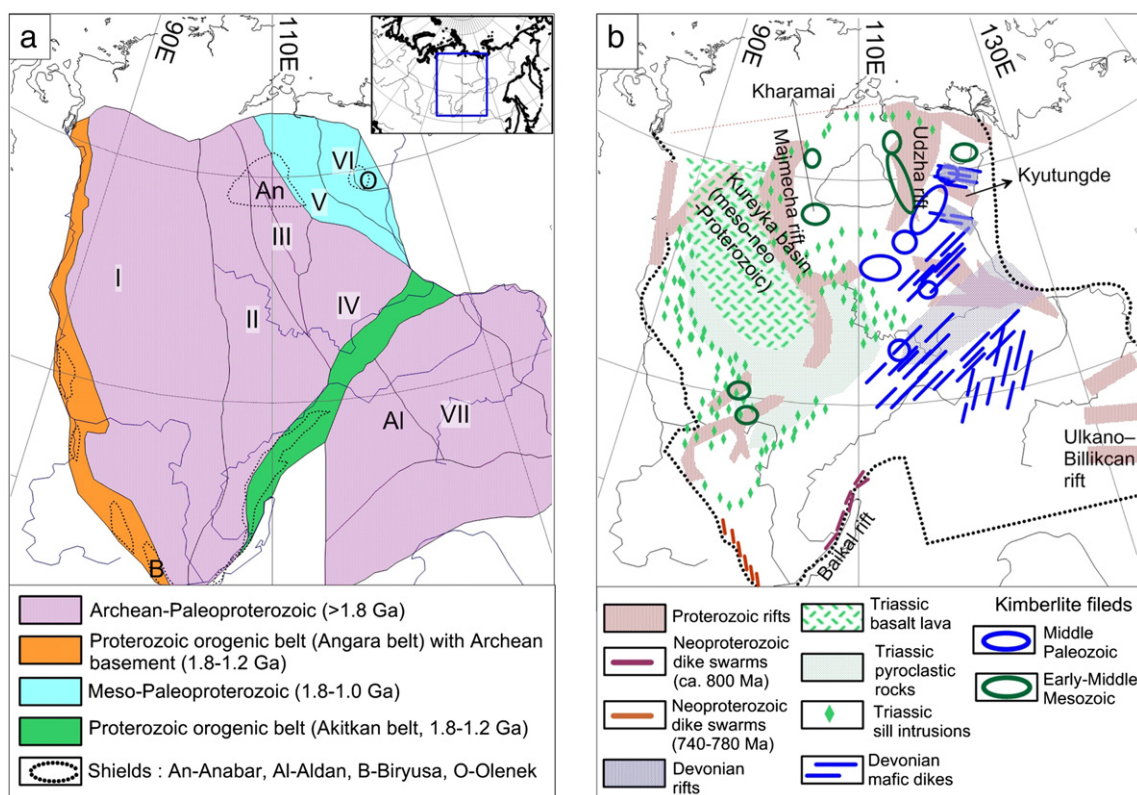 a
90E
110E
VI
O
An
V
III
I
II
IV
Al
VII
B
Archean-Paleoproterozoic (>1.8 Ga)
Proterozoic orogenic belt (Angara belt) with Archean
basement (1.8-1.2 Ga)
Meso-Paleoproterozoic (1.8-1.0 Ga)
Proterozoic orogenic belt (Akitkan belt, 1.8-1.2 Ga)
Shields : An-Anabar, Al-Aldan, B-Biryusa, O-Olenek
b
90E
110E
130E
Kharamai
Majmecha rift
Udzha rift
Kyutungde
Kureyka basin
(meso-neo
-Proterozoic)
Ulkano–
Billikcan
rift
Baikal rift
Proterozoic rifts
Neoproterozoic
dike swarms
(ca. 800 Ma)
Neoproterozoic
dike swarms
(740-780 Ma)
Devonian
rifts
Triassic
basalt lava
Triassic
pyroclastic
rocks
Triassic
sill intrusions
Devonian
mafic dikes
Kimberlite fileds
Middle
Paleozoic
Early-Middle
Mesozoic